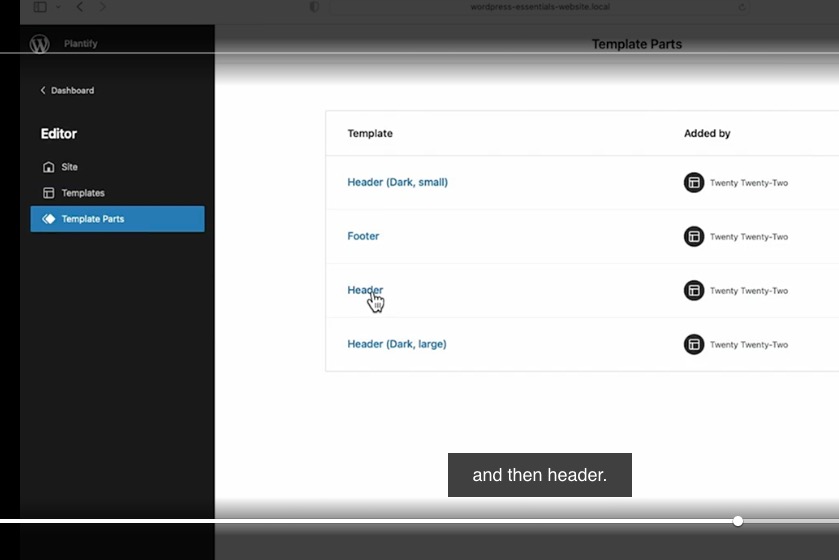 wordpress-essentials-website.local
Plantify
Template Parts
Dashboard
Editor
Site
Templates
Template Parts
Template Added by
Header (Dark, small) Twenty Twenty-Two
Footer Twenty Twenty-Two
Header Twenty Twenty-Two
Header (Dark, large) Twenty Twenty-Two
and then header.